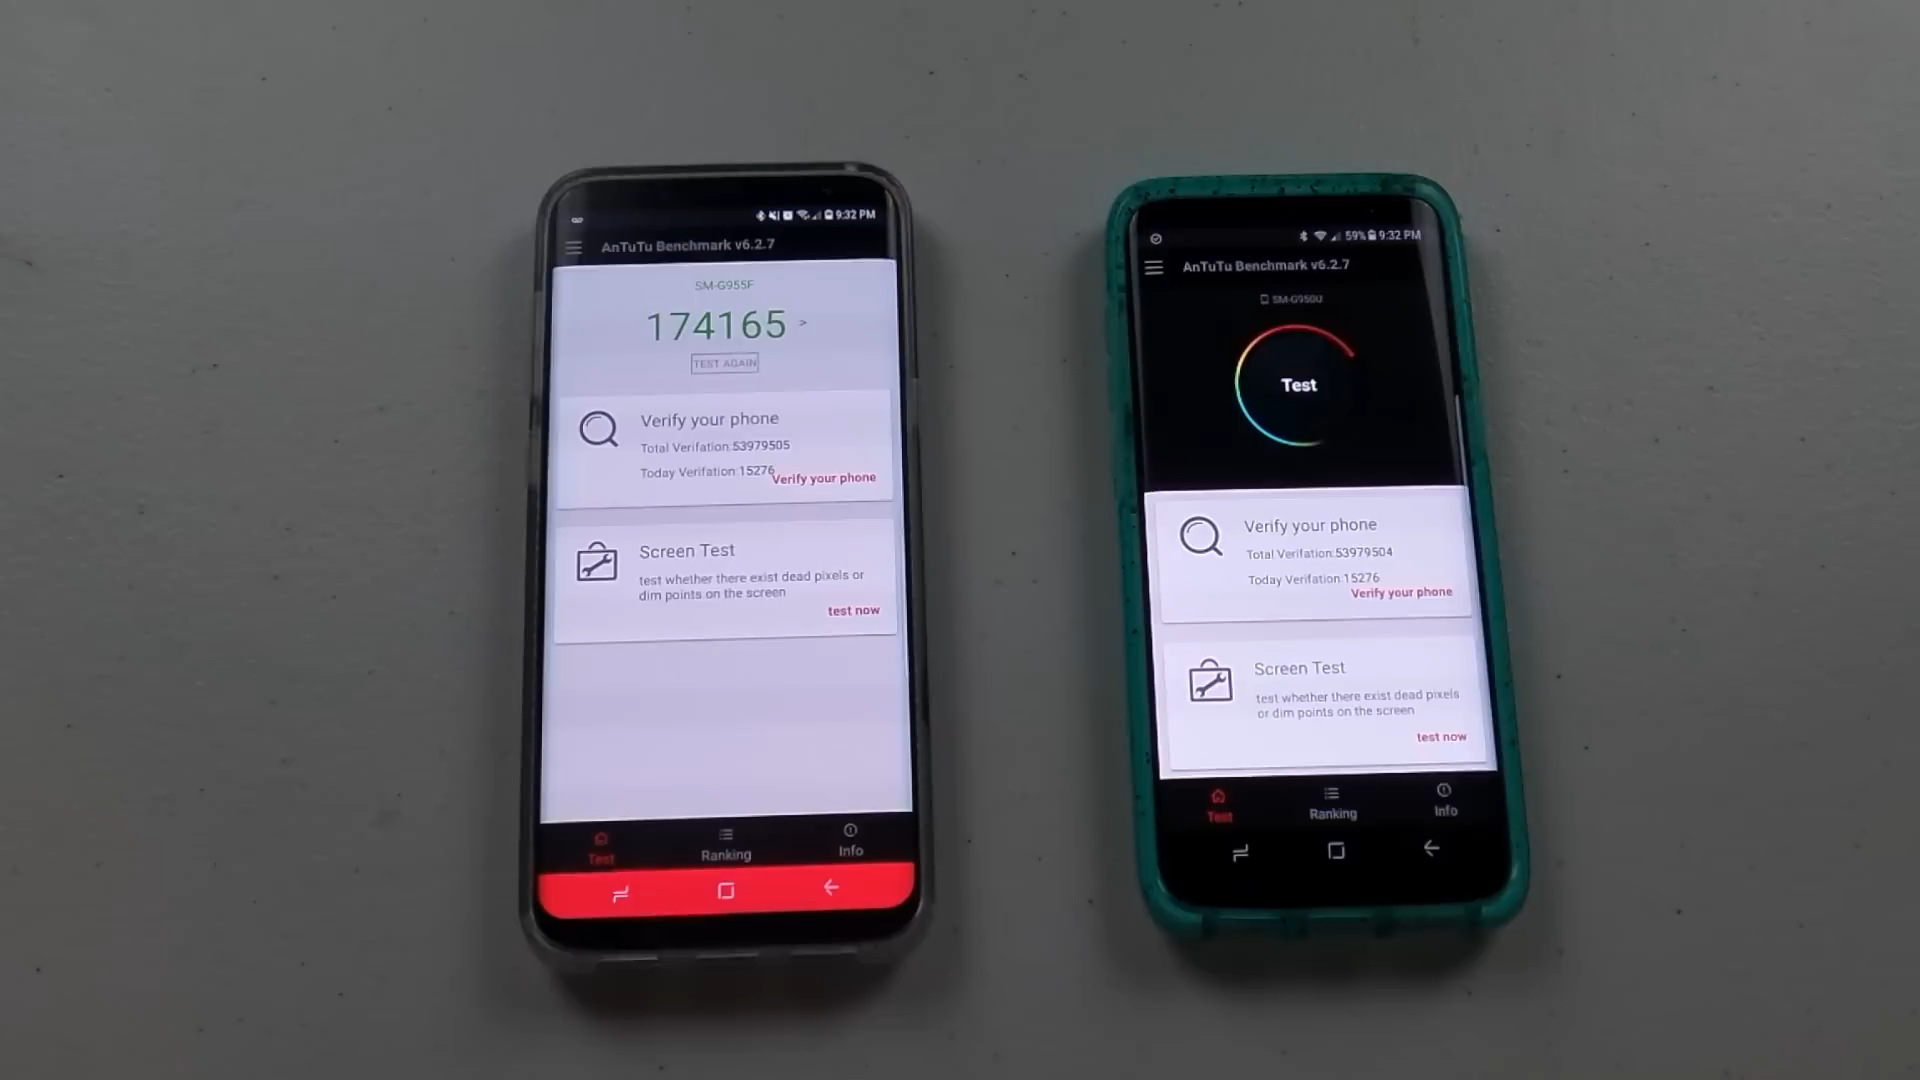 9:32 PM
AnTuTu Benchmark v6.2.7
SM-G955F
174165 >
TEST AGAIN
Verify your phone
Total Verifation:53979505
Today Verifation:15276
Verify your phone
Screen Test
test whether there exist dead pixels or
dim points on the screen
test now
Test
Ranking
Info
59% 9:32 PM
AnTuTu Benchmark v6.2.7
SM-G950U
Test
Verify your phone
Total Verifation:53979504
Today Verifation:15276
Verify your phone
Screen Test
test whether there exist dead pixels
or dim points on the screen
test now
Test
Ranking
Info